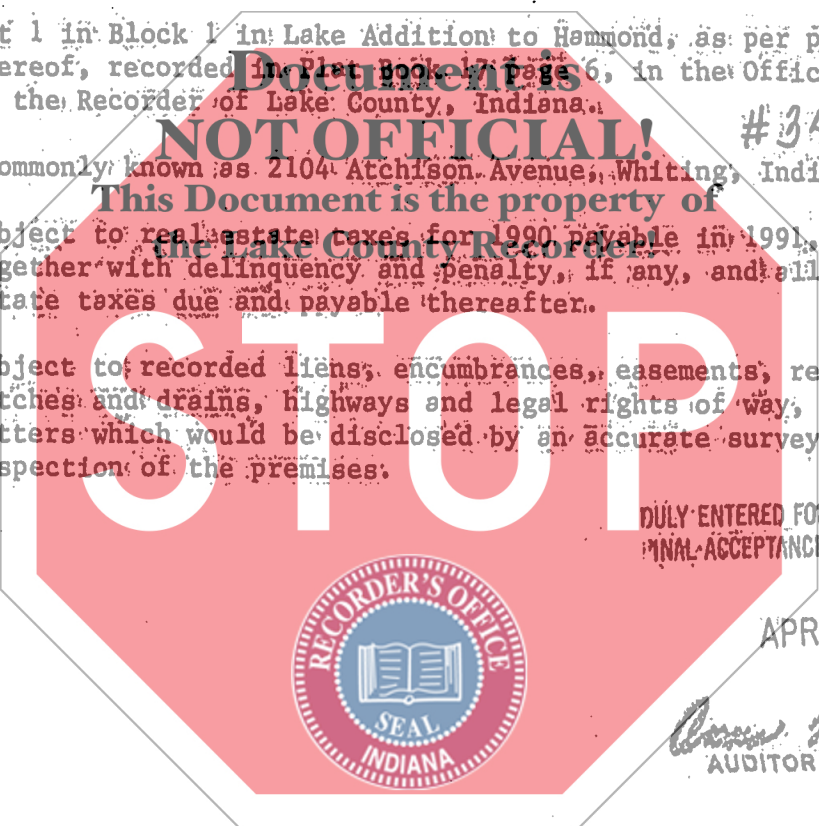 t 1 in Block 1 in Lake Addition to Hammond, as per p
ereof, recorded in Plat Book 17 page 6, in the Offic
the Recorder of Lake County, Indiana.
#34
ommonly known as 2104 Atchison Avenue, Whiting, Indi
bject to real estate taxes for 1990 payable in 1991,
gether with delinquency and penalty, if any, and all
tate taxes due and payable thereafter.
bject to recorded liens, encumbrances, easements, re
tches and drains, highways and legal rights of way,
tters which would be disclosed by an accurate survey
spection of the premises.
Document is
NOT OFFICIAL!
This Document is the property of
the Lake County Recorder!
STOP
DULY ENTERED FO
INAL ACCEPTANC
RECORDER'S OFFICE
SEAL
INDIANA
APR
AUDITOR